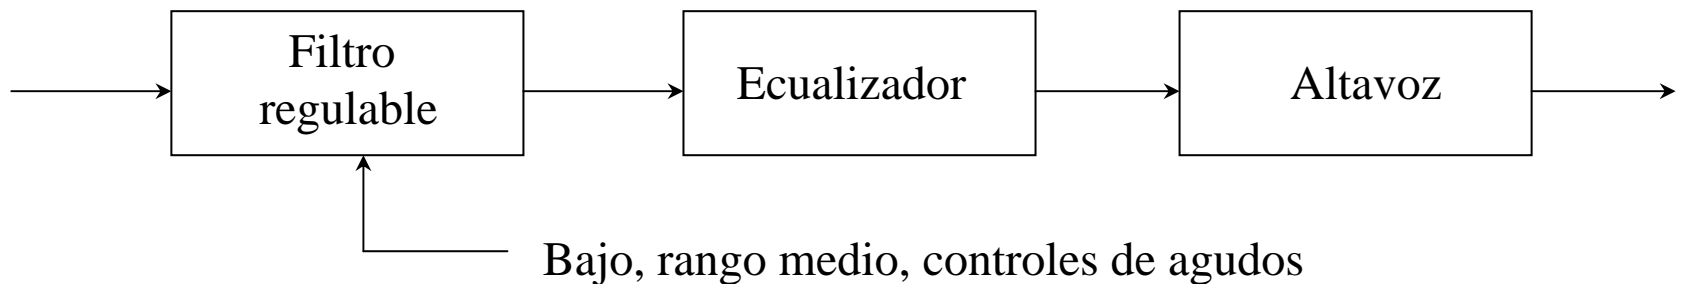 Filtro
regulable
Ecualizador
Altavoz
Bajo, rango medio, controles de agudos